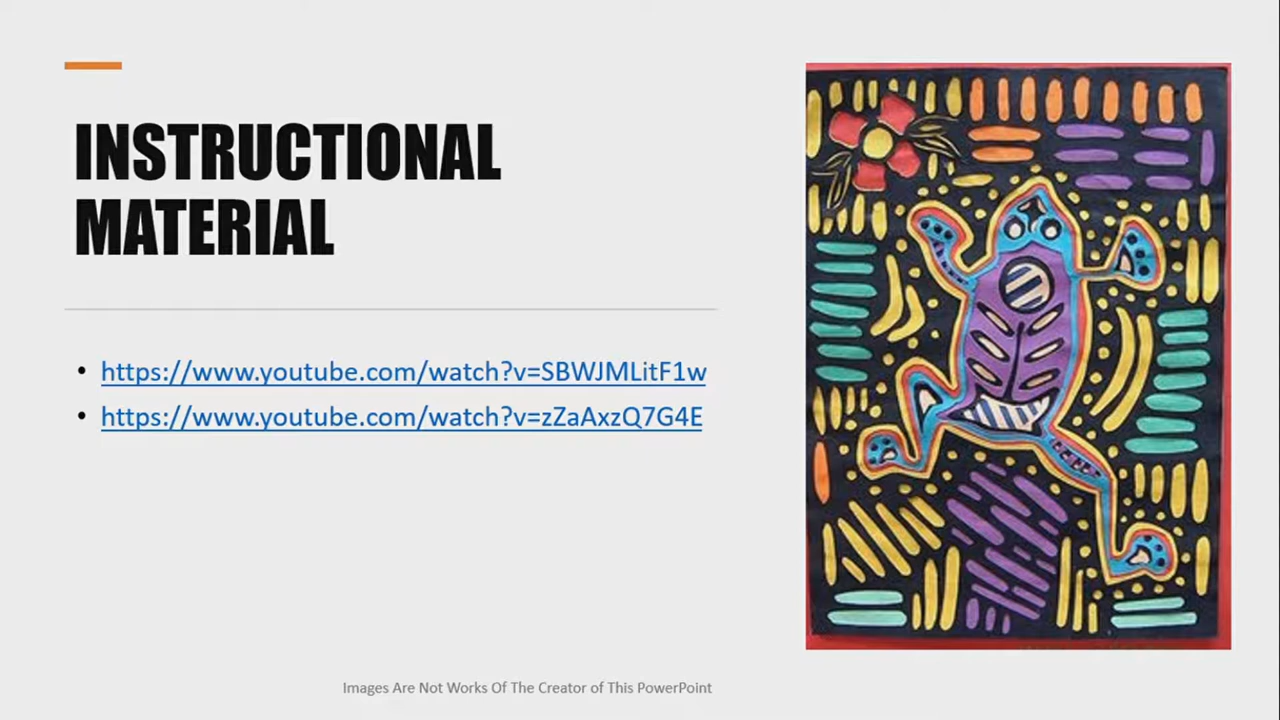 INSTRUCTIONAL
MATERIAL
• https://www.youtube.com/watch?v=SBWJMLitF1w
• https://www.youtube.com/watch?v=zZaAxzQ7G4E
Images Are Not Works Of The Creator of This PowerPoint